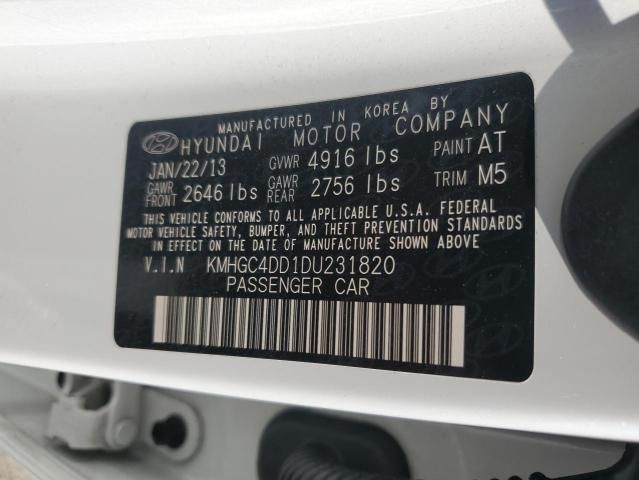 MANUFACTURED IN KOREA BY
HYUNDAI MOTOR COMPANY
JAN/22/13 GVWR 4916 lbs PAINT AT
GAWR FRONT 2646 lbs GAWR REAR 2756 lbs TRIM M5
THIS VEHICLE CONFORMS TO ALL APPLICABLE U.S.A. FEDERAL
MOTOR VEHICLE SAFETY, BUMPER, AND THEFT PREVENTION STANDARDS
IN EFFECT ON THE DATE OF MANUFACTURE SHOWN ABOVE.
V.I.N KMHGC4DD1DU231820
PASSENGER CAR